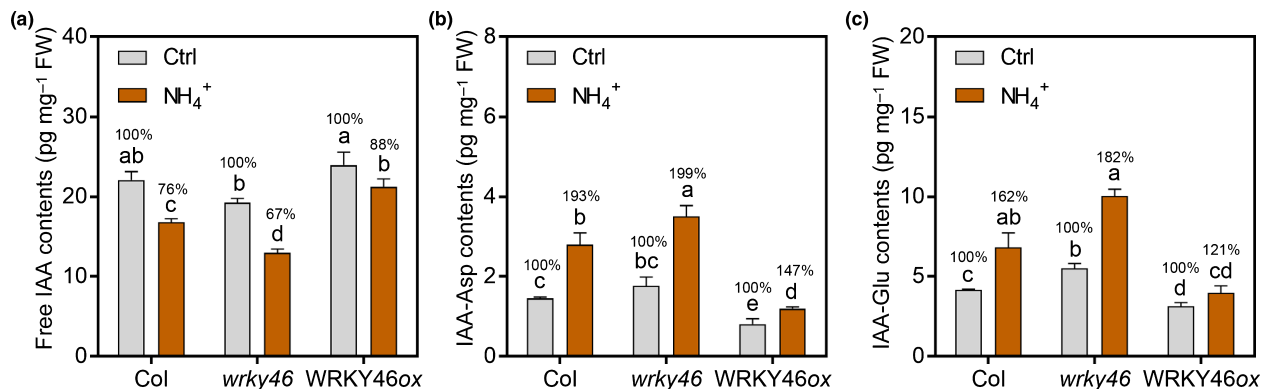 (a)
Free IAA contents (pg mg⁻¹ FW)
40
30
20
10
0
Ctrl
NH₄⁺
100%
ab
76%
c
100%
b
67%
d
100%
a
88%
b
Col
wrky46
WRKY46ox
(b)
IAA-Asp contents (pg mg⁻¹ FW)
8
6
4
2
0
Ctrl
NH₄⁺
100%
c
193%
b
100%
bc
199%
a
100%
e
147%
d
Col
wrky46
WRKY46ox
(c)
IAA-Glu contents (pg mg⁻¹ FW)
20
15
10
5
0
Ctrl
NH₄⁺
100%
c
162%
ab
100%
b
182%
a
100%
d
121%
cd
Col
wrky46
WRKY46ox